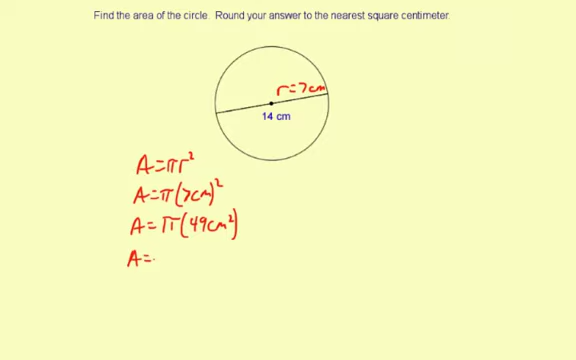 Find the area of the circle. Round your answer to the nearest square centimeter.
r=7cm
14 cm
A=πr²
A=π(7cm)²
A=π(49cm²)
A=